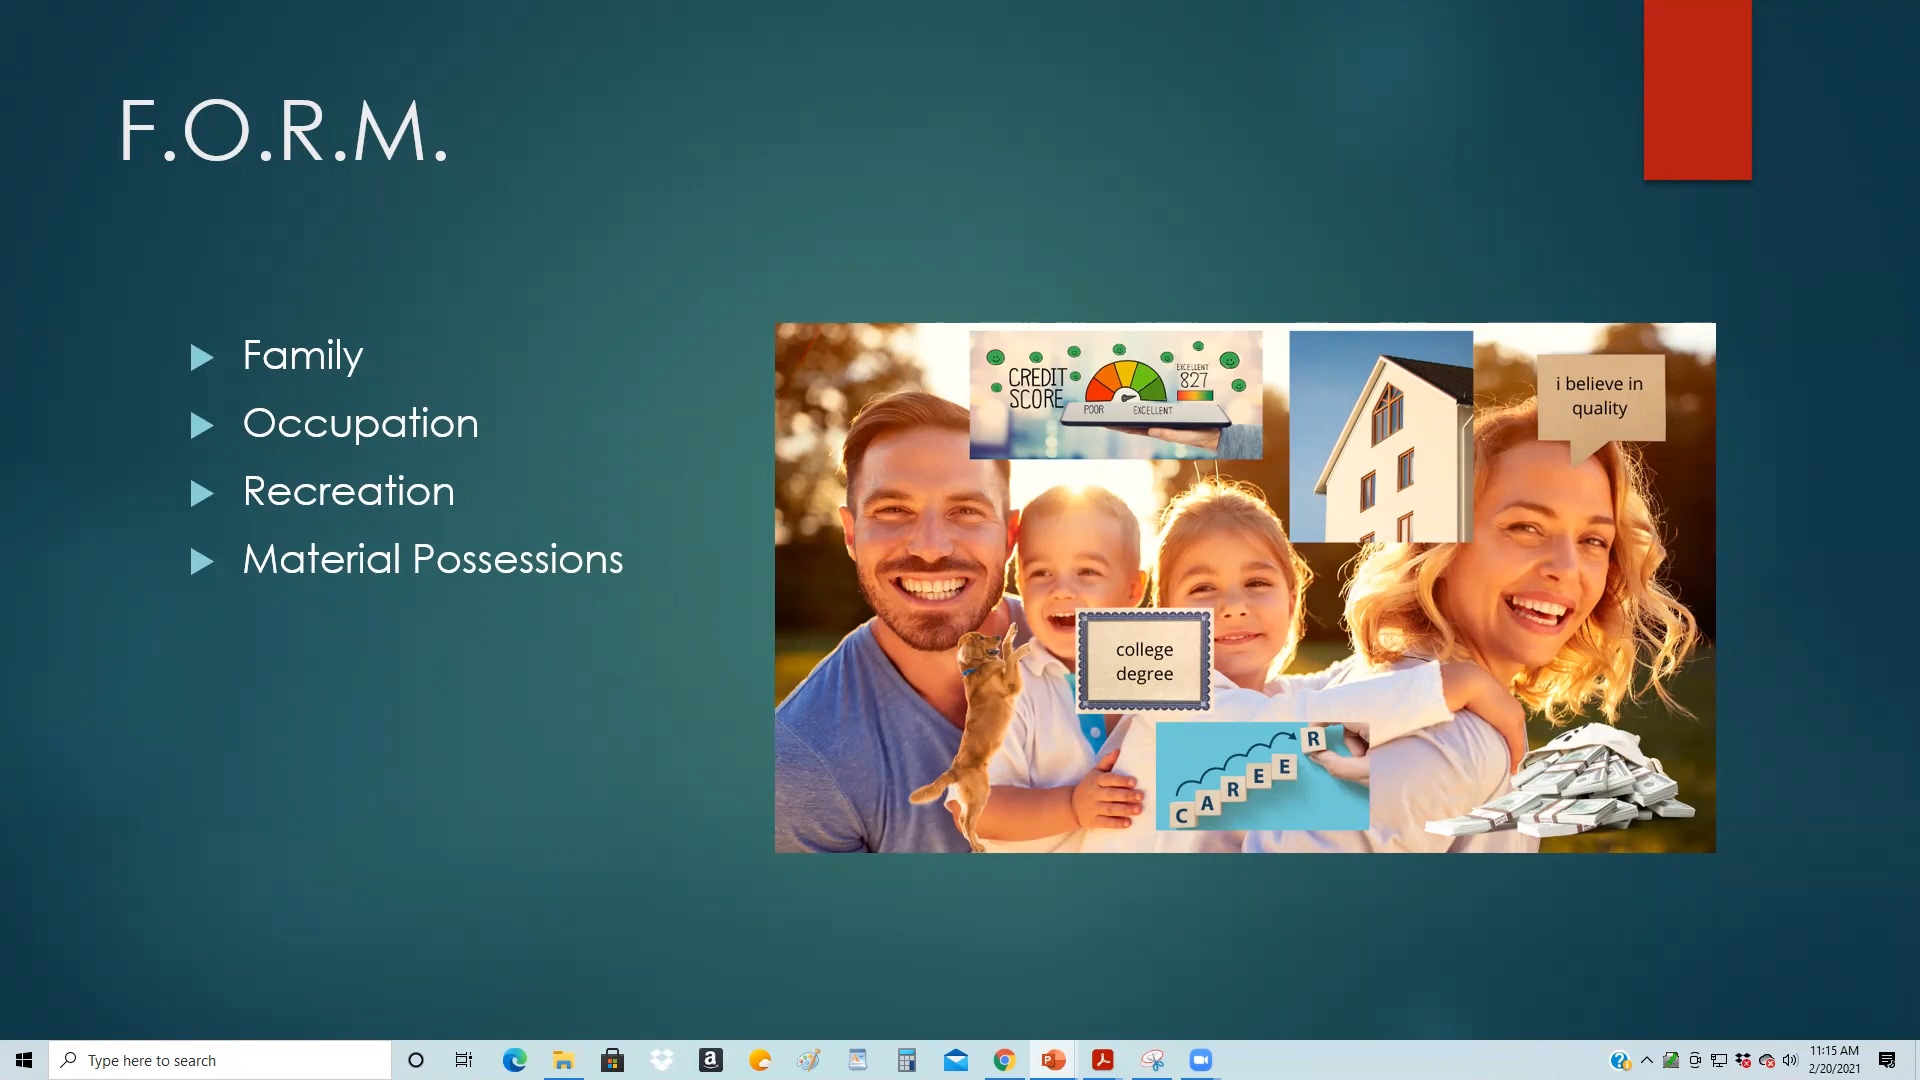 F.O.R.M.
Family
Occupation
Recreation
Material Possessions
CREDIT
SCORE
POOR
EXCELLENT
EXCELLENT
827
i believe in
quality
college
degree
CAREER
Type here to search
11:15 AM
2/20/2021